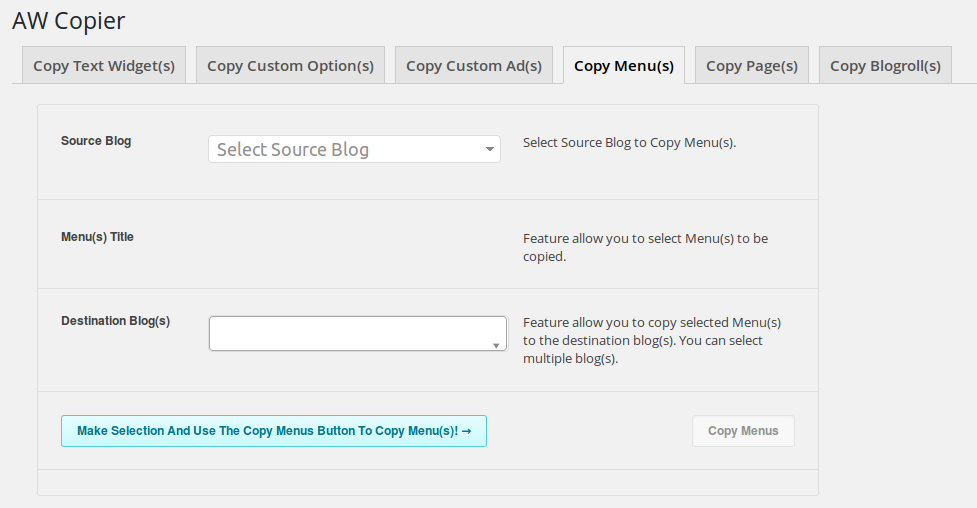 AW Copier
Copy Text Widget(s) Copy Custom Option(s) Copy Custom Ad(s) Copy Menu(s) Copy Page(s) Copy Blogroll(s)
Source Blog
Select Source Blog
Select Source Blog to Copy Menu(s).
Menu(s) Title
Feature allow you to select Menu(s) to be
copied.
Destination Blog(s)
Feature allow you to copy selected Menu(s)
to the destination blog(s). You can select
multiple blog(s).
Make Selection And Use The Copy Menus Button To Copy Menu(s)! →
Copy Menus